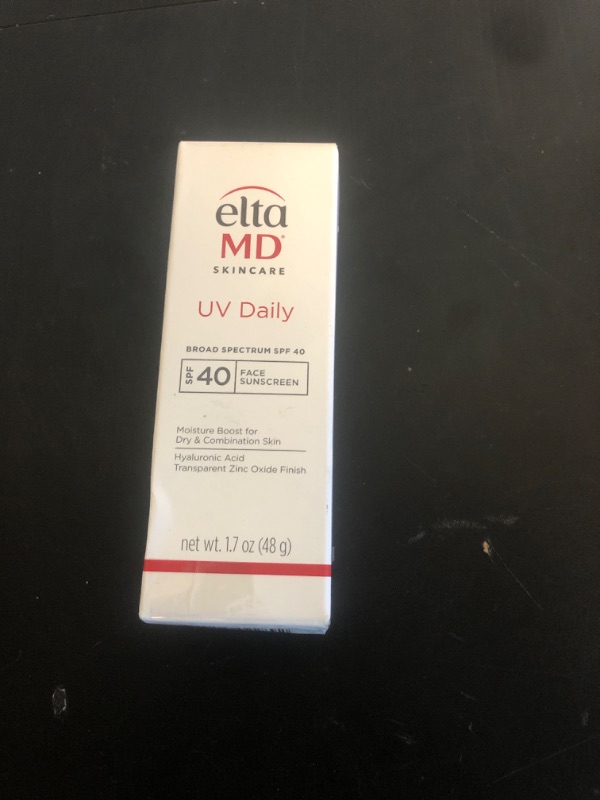 elta
MD®
SKINCARE
UV Daily
BROAD SPECTRUM SPF 40
SPF 40 FACE
SUNSCREEN
Moisture Boost for
Dry & Combination Skin
Hyaluronic Acid
Transparent Zinc Oxide Finish
net wt. 1.7 oz (48 g)